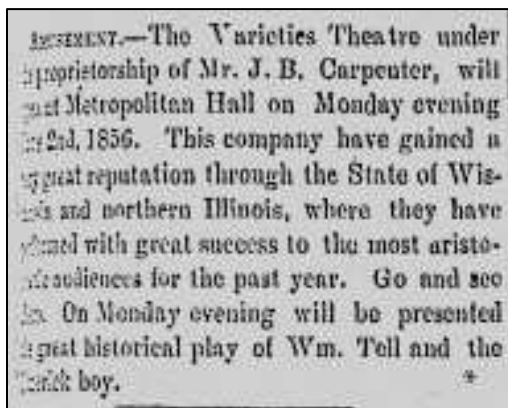 AMUSEMENT.—The Varieties Theatre under
proprietorship of Mr. J. B. Carpenter, will
at Metropolitan Hall on Monday evening
2nd, 1856. This company have gained a
great reputation through the State of Wis-
and northern Illinois, where they have
with great success to the most aristo-
audiences for the past year. Go and see
On Monday evening will be presented
great historical play of Wm. Tell and the
boy. *